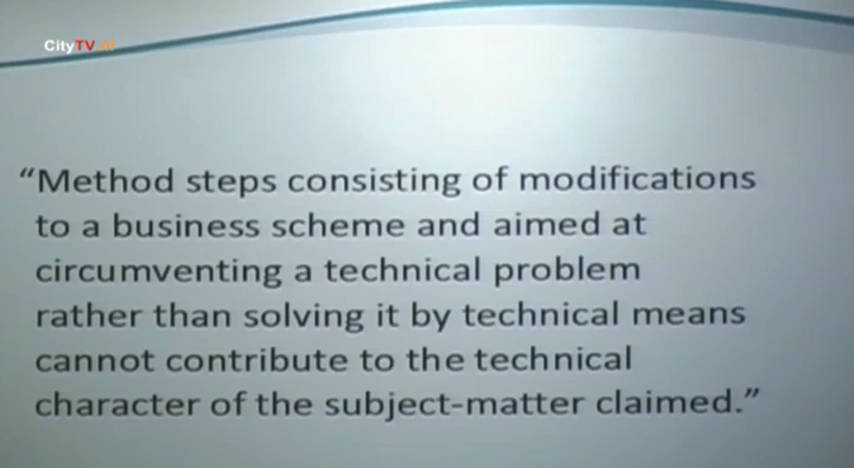 CityTV.nl
“Method steps consisting of modifications
to a business scheme and aimed at
circumventing a technical problem
rather than solving it by technical means
cannot contribute to the technical
character of the subject-matter claimed.”